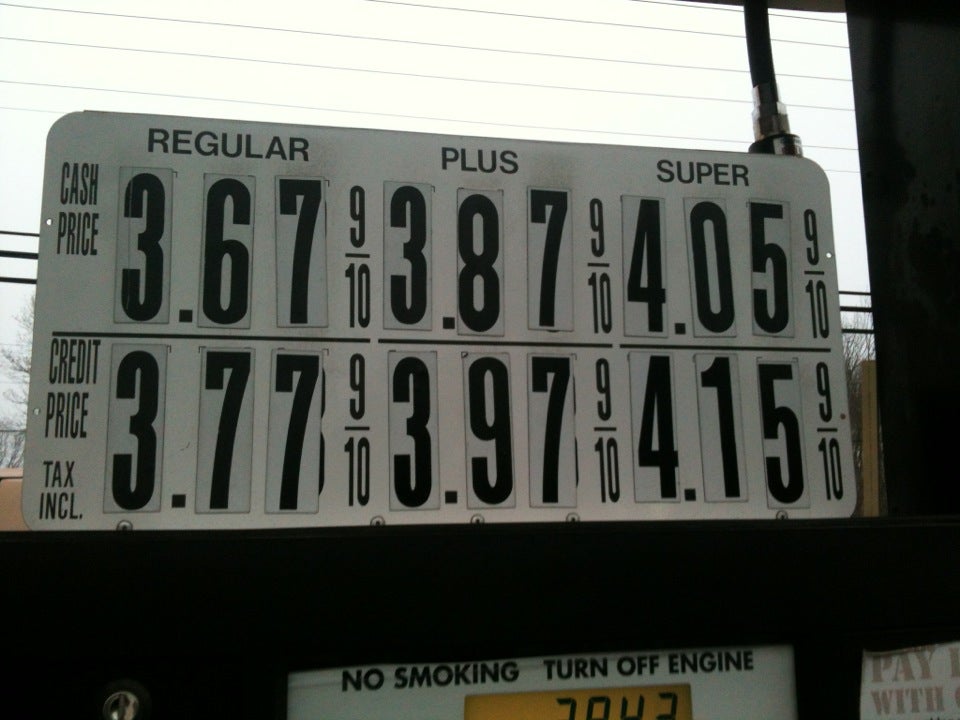 REGULAR PLUS SUPER
CASH PRICE 3.67 9/10 3.87 9/10 4.05 9/10
CREDIT PRICE 3.77 9/10 3.97 9/10 4.15 9/10
TAX INCL.
NO SMOKING TURN OFF ENGINE
PAY
WITH